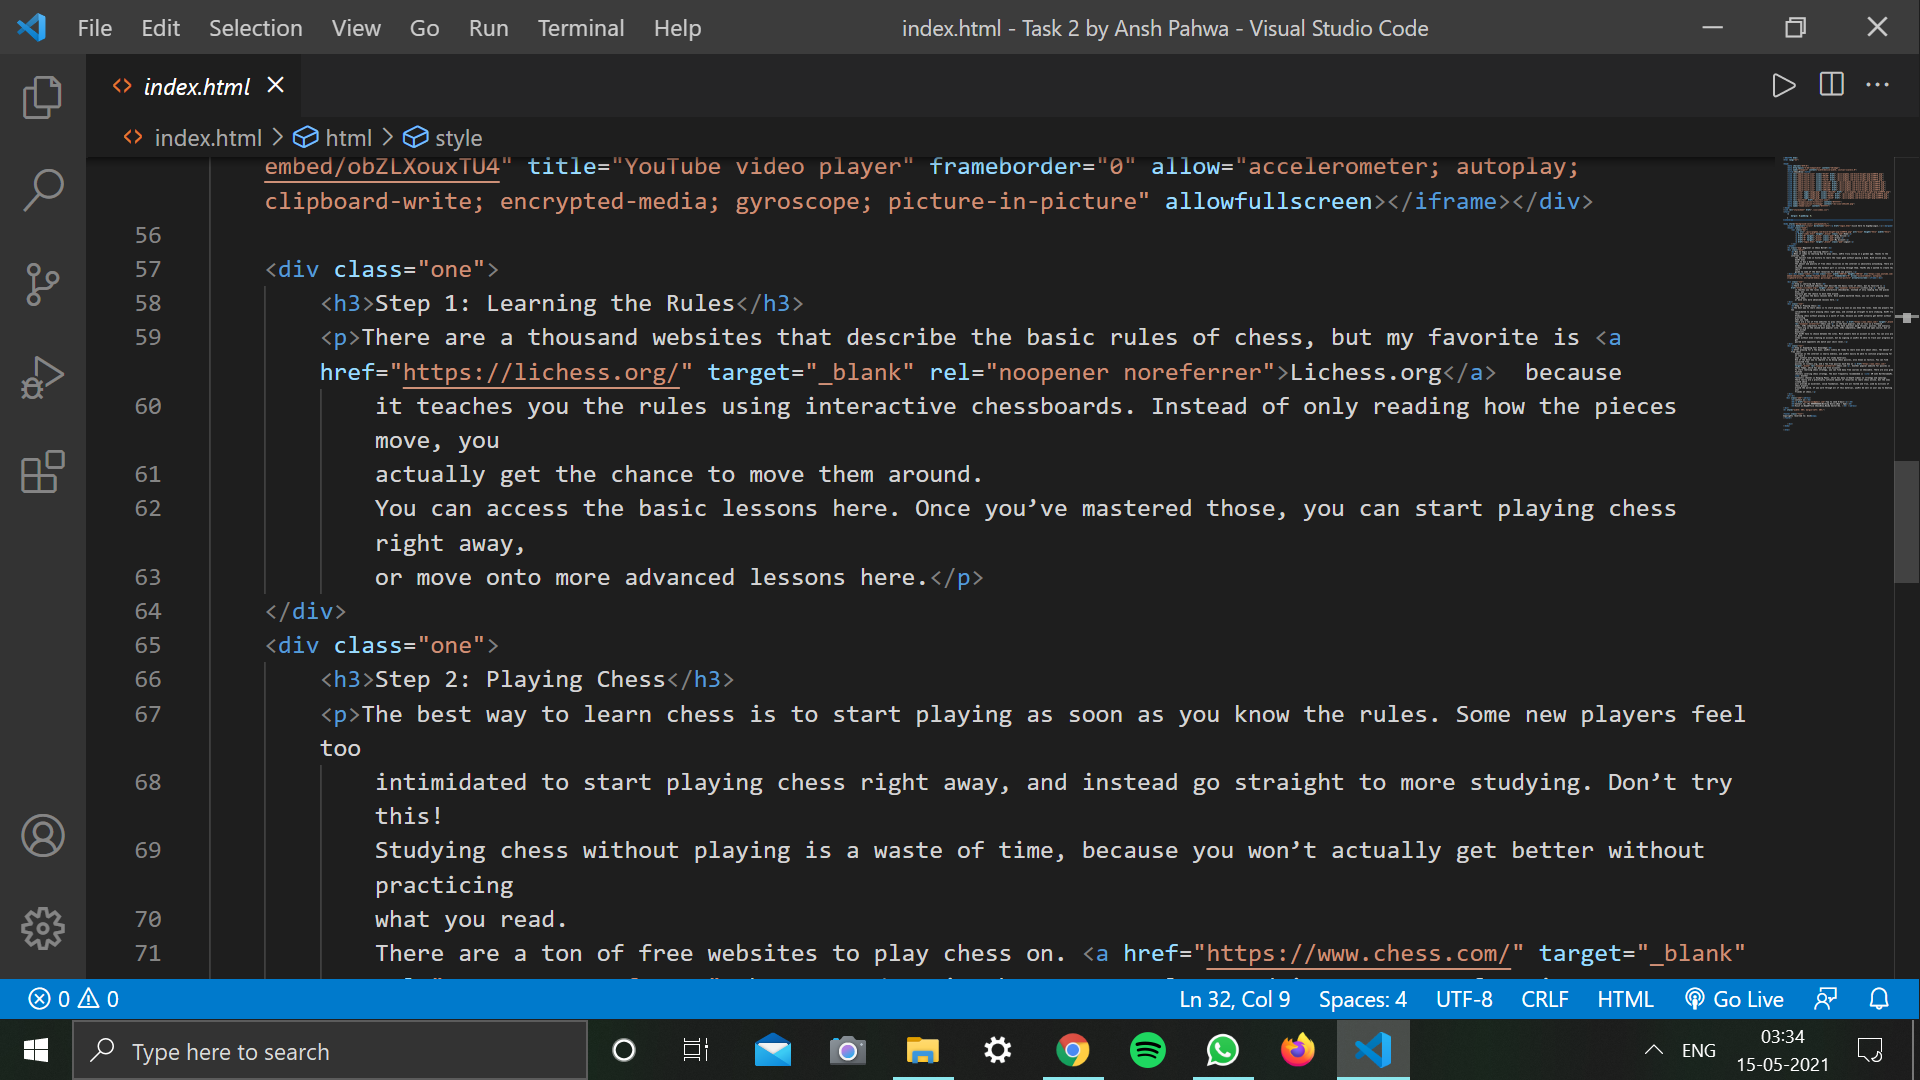 File Edit Selection View Go Run Terminal Help index.html - Task 2 by Ansh Pahwa - Visual Studio Code
index.html
index.html > html > style
embed/obZLXouxTU4" title="YouTube video player" frameborder="0" allow="accelerometer; autoplay;
clipboard-write; encrypted-media; gyroscope; picture-in-picture" allowfullscreen></iframe></div>
56
57 <div class="one">
58 <h3>Step 1: Learning the Rules</h3>
59 <p>There are a thousand websites that describe the basic rules of chess, but my favorite is <a
href="https://lichess.org/" target="_blank" rel="noopener noreferrer">Lichess.org</a>  because
60 it teaches you the rules using interactive chessboards. Instead of only reading how the pieces
move, you
61 actually get the chance to move them around.
62 You can access the basic lessons here. Once you’ve mastered those, you can start playing chess
right away,
63 or move onto more advanced lessons here.</p>
64 </div>
65 <div class="one">
66 <h3>Step 2: Playing Chess</h3>
67 <p>The best way to learn chess is to start playing as soon as you know the rules. Some new players feel
too
68 intimidated to start playing chess right away, and instead go straight to more studying. Don’t try
this!
69 Studying chess without playing is a waste of time, because you won’t actually get better without
practicing
70 what you read.
71 There are a ton of free websites to play chess on. <a href="https://www.chess.com/" target="_blank"
0 0 Ln 32, Col 9 Spaces: 4 UTF-8 CRLF HTML Go Live
Type here to search ENG 03:34
15-05-2021